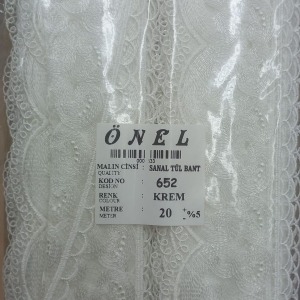 ÖNEL
MALIN CİNSİ : SANAL TÜL BANT
QUALITY
KOD NO : 652
DESIGN
RENK : KREM
COLOUR
METRE : 20 +- %5
METER